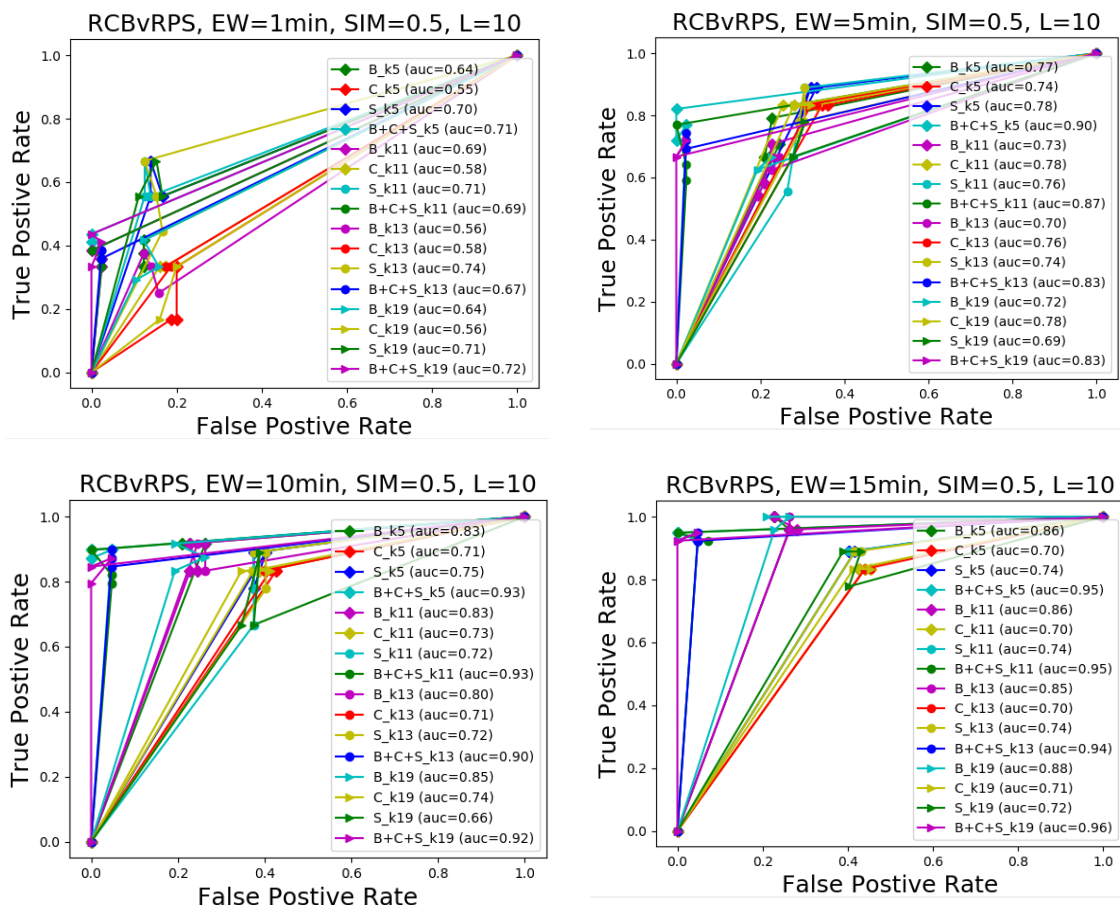 RCBvRPS, EW=1min, SIM=0.5, L=10
True Postive Rate
1.0
0.8
0.6
0.4
0.2
0.0
B_k5 (auc=0.64)
C_k5 (auc=0.55)
S_k5 (auc=0.70)
B+C+S_k5 (auc=0.71)
B_k11 (auc=0.69)
C_k11 (auc=0.58)
S_k11 (auc=0.71)
B+C+S_k11 (auc=0.69)
B_k13 (auc=0.56)
C_k13 (auc=0.58)
S_k13 (auc=0.74)
B+C+S_k13 (auc=0.67)
B_k19 (auc=0.64)
C_k19 (auc=0.56)
S_k19 (auc=0.71)
B+C+S_k19 (auc=0.72)
0.0 0.2 0.4 0.6 0.8 1.0
False Postive Rate
RCBvRPS, EW=5min, SIM=0.5, L=10
True Postive Rate
1.0
0.8
0.6
0.4
0.2
0.0
B_k5 (auc=0.77)
C_k5 (auc=0.74)
S_k5 (auc=0.78)
B+C+S_k5 (auc=0.90)
B_k11 (auc=0.73)
C_k11 (auc=0.78)
S_k11 (auc=0.76)
B+C+S_k11 (auc=0.87)
B_k13 (auc=0.70)
C_k13 (auc=0.76)
S_k13 (auc=0.74)
B+C+S_k13 (auc=0.83)
B_k19 (auc=0.72)
C_k19 (auc=0.78)
S_k19 (auc=0.69)
B+C+S_k19 (auc=0.83)
0.0 0.2 0.4 0.6 0.8 1.0
False Postive Rate
RCBvRPS, EW=10min, SIM=0.5, L=10
True Postive Rate
1.0
0.8
0.6
0.4
0.2
0.0
B_k5 (auc=0.83)
C_k5 (auc=0.71)
S_k5 (auc=0.75)
B+C+S_k5 (auc=0.93)
B_k11 (auc=0.83)
C_k11 (auc=0.73)
S_k11 (auc=0.72)
B+C+S_k11 (auc=0.93)
B_k13 (auc=0.80)
C_k13 (auc=0.71)
S_k13 (auc=0.72)
B+C+S_k13 (auc=0.90)
B_k19 (auc=0.85)
C_k19 (auc=0.74)
S_k19 (auc=0.66)
B+C+S_k19 (auc=0.92)
0.0 0.2 0.4 0.6 0.8 1.0
False Postive Rate
RCBvRPS, EW=15min, SIM=0.5, L=10
True Postive Rate
1.0
0.8
0.6
0.4
0.2
0.0
B_k5 (auc=0.86)
C_k5 (auc=0.70)
S_k5 (auc=0.74)
B+C+S_k5 (auc=0.95)
B_k11 (auc=0.86)
C_k11 (auc=0.70)
S_k11 (auc=0.74)
B+C+S_k11 (auc=0.95)
B_k13 (auc=0.85)
C_k13 (auc=0.70)
S_k13 (auc=0.74)
B+C+S_k13 (auc=0.94)
B_k19 (auc=0.88)
C_k19 (auc=0.71)
S_k19 (auc=0.72)
B+C+S_k19 (auc=0.96)
0.0 0.2 0.4 0.6 0.8 1.0
False Postive Rate